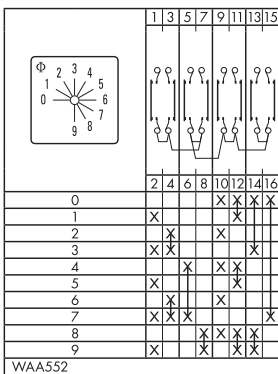 1 3 5 7 9 11 13 15
Φ
1 2 3 4 5
0 6
7
9 8
2 4 6 8 10 12 14 16
0 X X X X
1 X X
2 X X
3 X X X
4 X X X
5 X X
6 X X
7 X X X X
8 X X X X
9 X X X X
WAA552